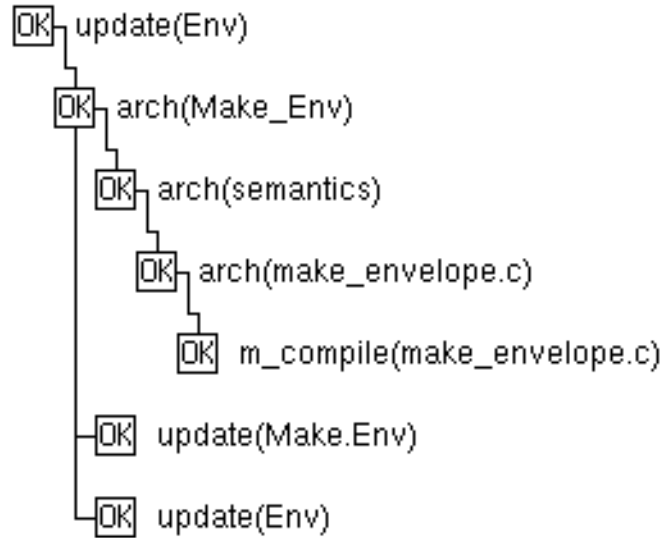 OK update(Env)
OK arch(Make_Env)
OK arch(semantics)
OK arch(make_envelope.c)
OK m_compile(make_envelope.c)
OK update(Make.Env)
OK update(Env)